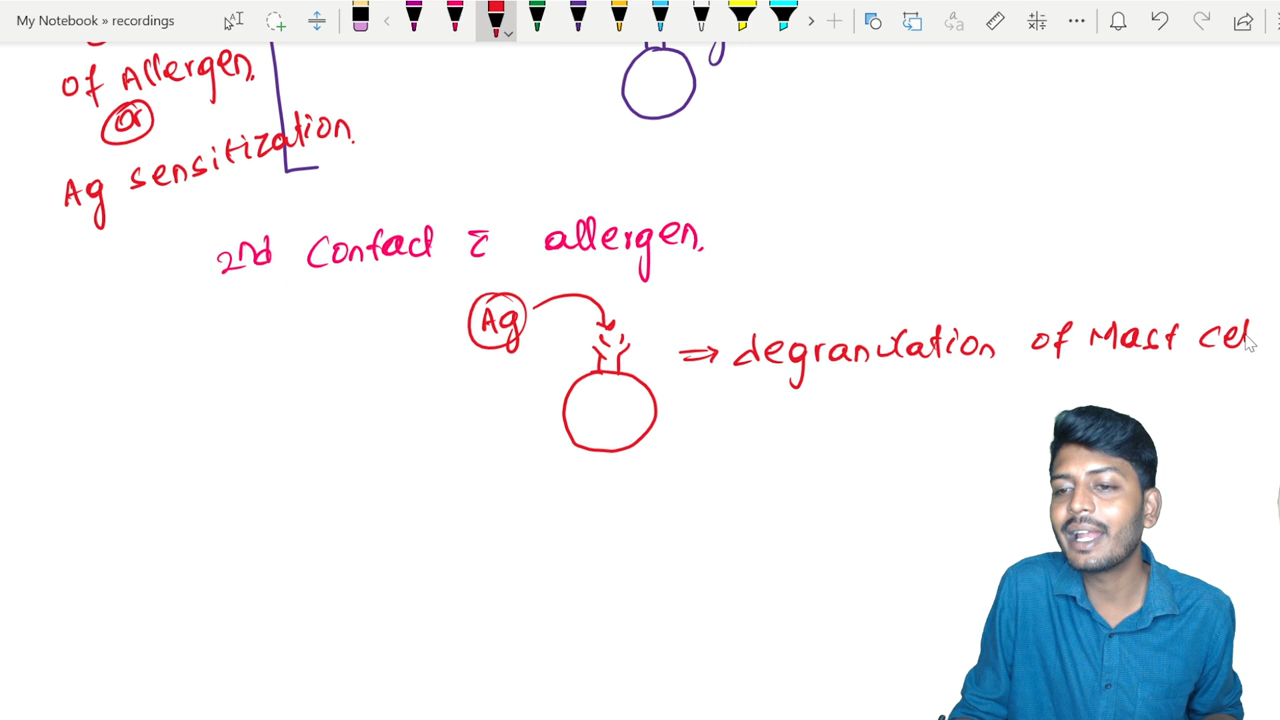 My Notebook » recordings
of Allergen.
or
Ag sensitization.
2nd Contact c̄ allergen.
Ag
⇒ degranulation of Mast cel